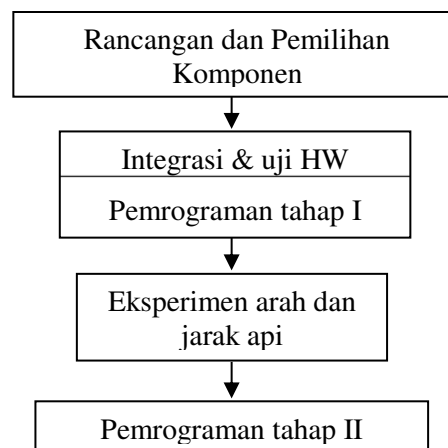 Rancangan dan Pemilihan
Komponen
Integrasi & uji HW
Pemrograman tahap I
Eksperimen arah dan
jarak api
Pemrograman tahap II